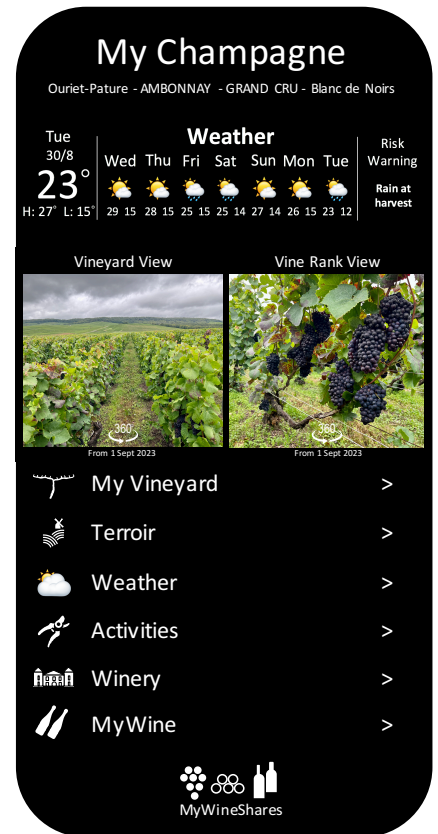 My Champagne
Ouriet-Pature - AMBONNAY - GRAND CRU - Blanc de Noirs
Tue
30/8
23°
H: 27° L: 15°
Weather
Wed Thu Fri Sat Sun Mon Tue
29 15 28 15 25 15 25 14 27 14 26 15 23 12
Risk
Warning
Rain at
harvest
Vineyard View
Vine Rank View
360
From 1 Sept 2023
360
From 1 Sept 2023
My Vineyard >
Terroir >
Weather >
Activities >
Winery >
MyWine >
MyWineShares